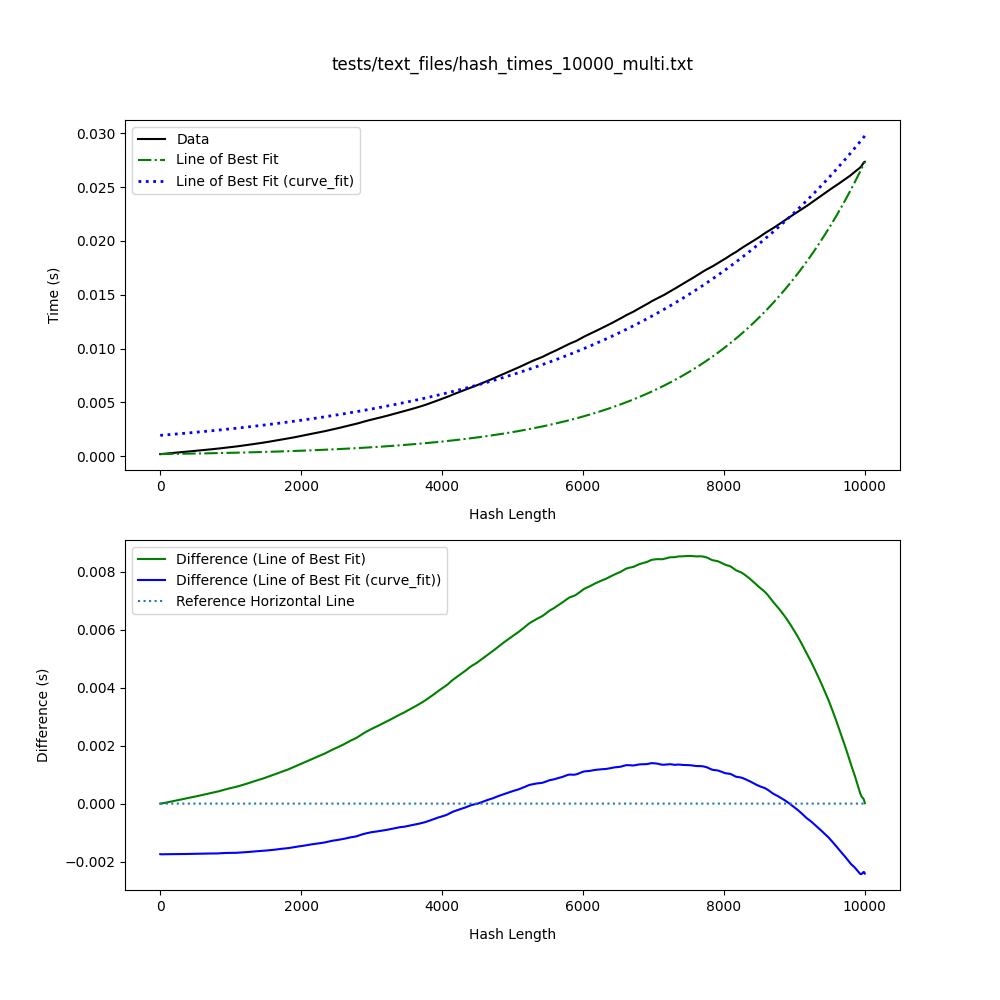 tests/text_files/hash_times_10000_multi.txt
Data
Line of Best Fit
Line of Best Fit (curve_fit)
0.030
0.025
0.020
0.015
0.010
0.005
0.000
Time (s)
0 2000 4000 6000 8000 10000
Hash Length
Difference (Line of Best Fit)
Difference (Line of Best Fit (curve_fit))
Reference Horizontal Line
0.008
0.006
0.004
0.002
0.000
−0.002
Difference (s)
0 2000 4000 6000 8000 10000
Hash Length